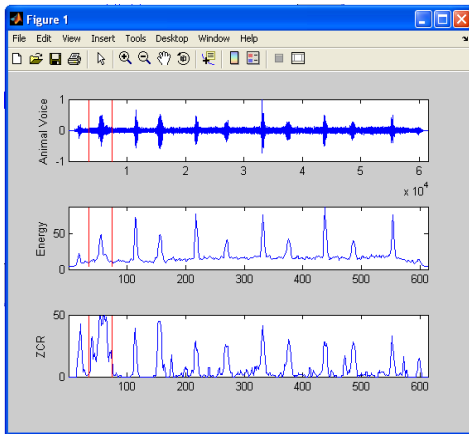 Figure 1
File Edit View Insert Tools Desktop Window Help
Animal Voice
1
0
-1
1 2 3 4 5 6
x 10^4
Energy
50
0
100 200 300 400 500 600
ZCR
50
0
100 200 300 400 500 600